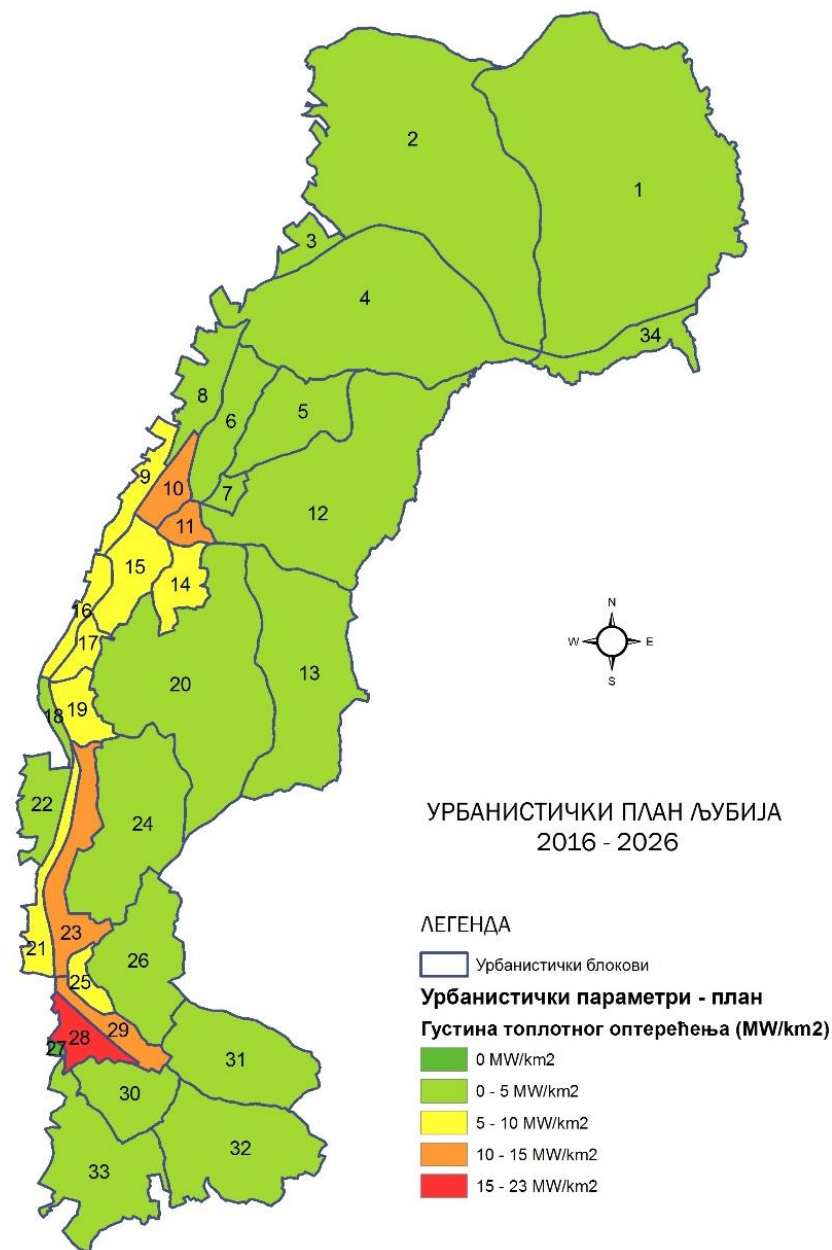 2
1
3
4
34
8
6
5
9
10
7
12
11
15
14
16
17
20
13
18
19
N
W E
S
22
24
УРБАНИСТИЧКИ ПЛАН ЉУБИЈА
2016 - 2026
23
21
26
25
ЛЕГЕНДА
Урбанистички блокови
Урбанистички параметри - план
Густина топлотног оптерећења (MW/km2)
29
28
27
31
30
32
33
0 MW/km2
0 - 5 MW/km2
5 - 10 MW/km2
10 - 15 MW/km2
15 - 23 MW/km2